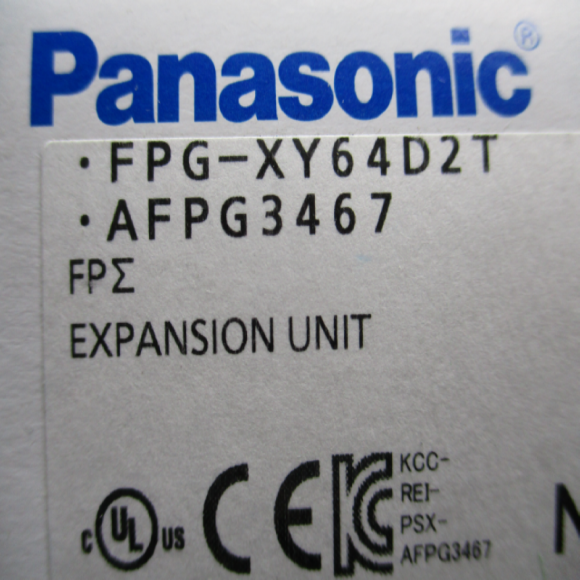 Panasonic®
・FPG-XY64D2T
・AFPG3467
FPΣ
EXPANSION UNIT
c UL us CE KCC-
REI-
PSX-
AFPG3467
N